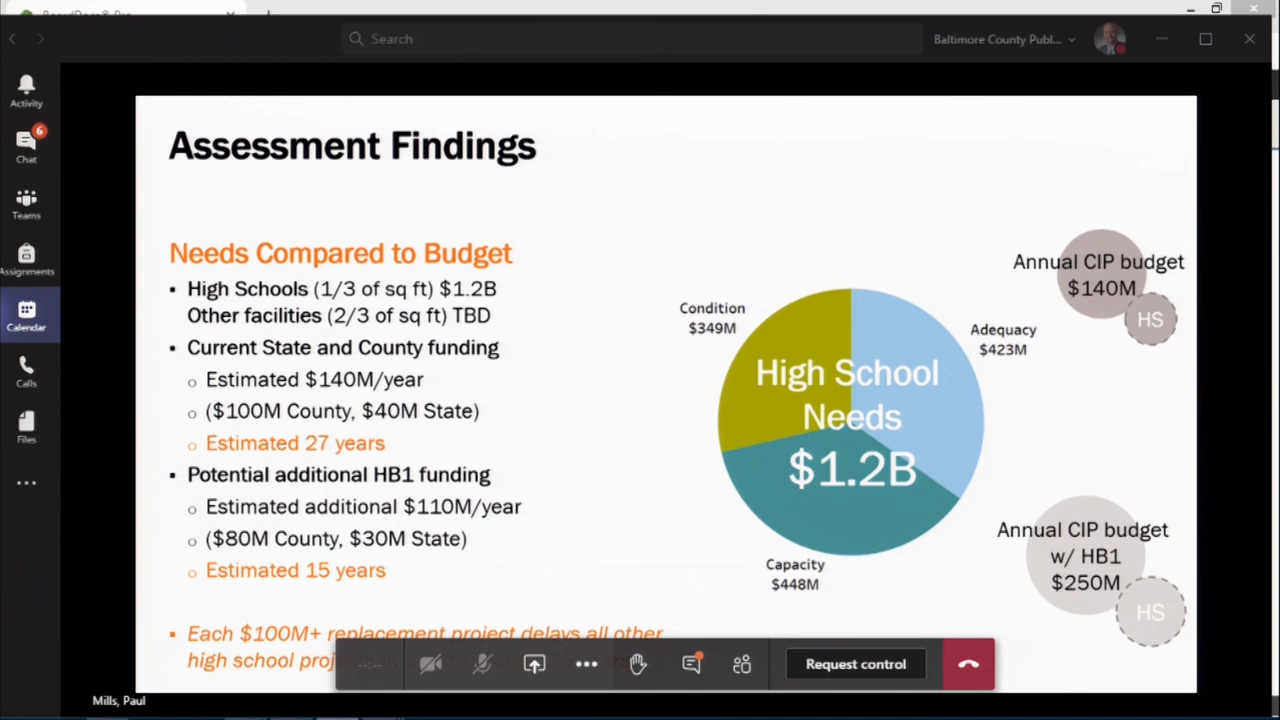 Search
Baltimore County Publ...
Activity
6
Chat
Teams
Assignments
Calendar
Calls
Files
Assessment Findings
Needs Compared to Budget
▪ High Schools (1/3 of sq ft) $1.2B
Other facilities (2/3 of sq ft) TBD
▪ Current State and County funding
o Estimated $140M/year
o ($100M County, $40M State)
o Estimated 27 years
▪ Potential additional HB1 funding
o Estimated additional $110M/year
o ($80M County, $30M State)
o Estimated 15 years
▪ Each $100M+ replacement project delays all other
high school
Condition
$349M
Adequacy
$423M
High School
Needs
$1.2B
Capacity
$448M
Annual CIP budget
$140M
HS
Annual CIP budget
w/ HB1
$250M
HS
Request control
Mills, Paul